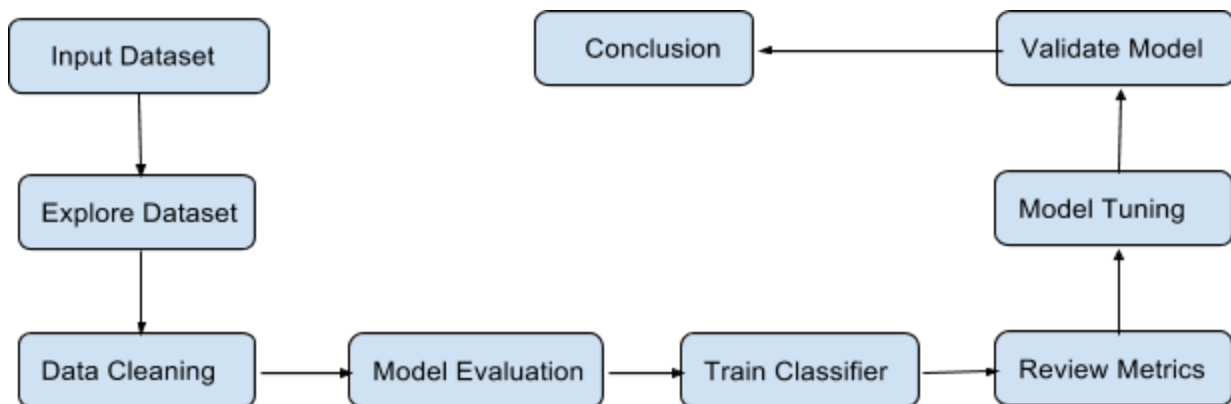 Input Dataset
Explore Dataset
Data Cleaning
Model Evaluation
Train Classifier
Review Metrics
Model Tuning
Validate Model
Conclusion